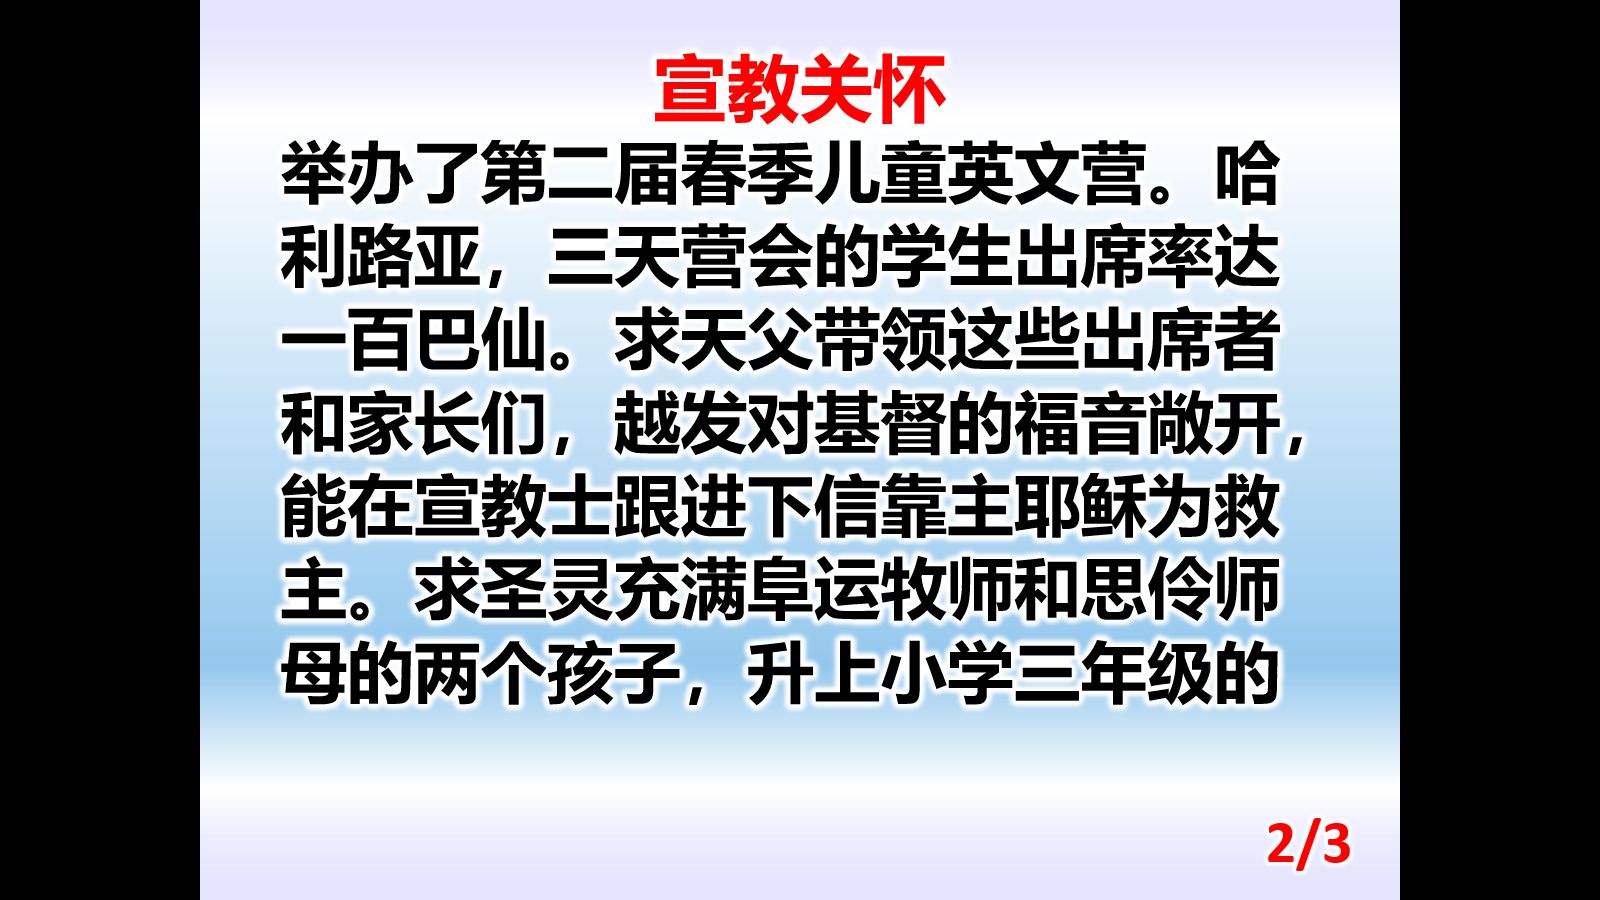 宣教关怀
举办了第二届春季儿童英文营。哈
利路亚，三天营会的学生出席率达
一百巴仙。求天父带领这些出席者
和家长们，越发对基督的福音敞开，
能在宣教士跟进下信靠主耶稣为救
主。求圣灵充满阜运牧师和思伶师
母的两个孩子，升上小学三年级的
2/3